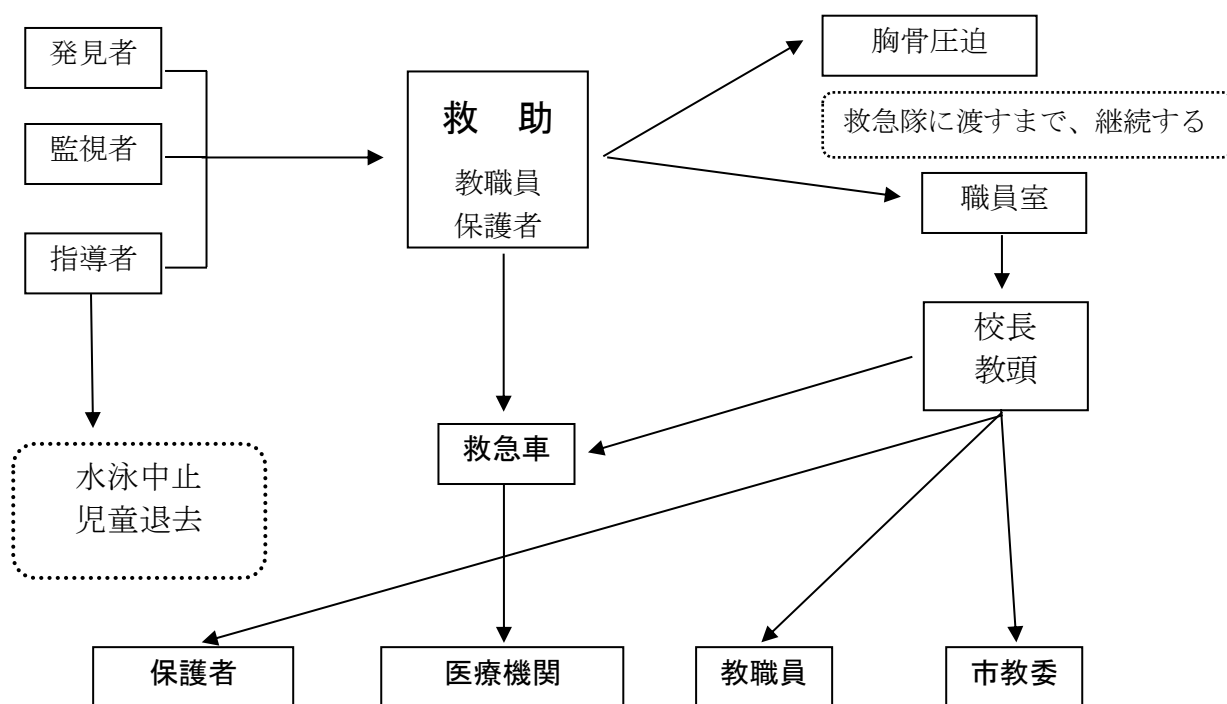 発見者
監視者
指導者
水泳中止
児童退去
救　助
教職員
保護者
胸骨圧迫
救急隊に渡すまで、継続する
職員室
校長
教頭
救急車
保護者
医療機関
教職員
市教委